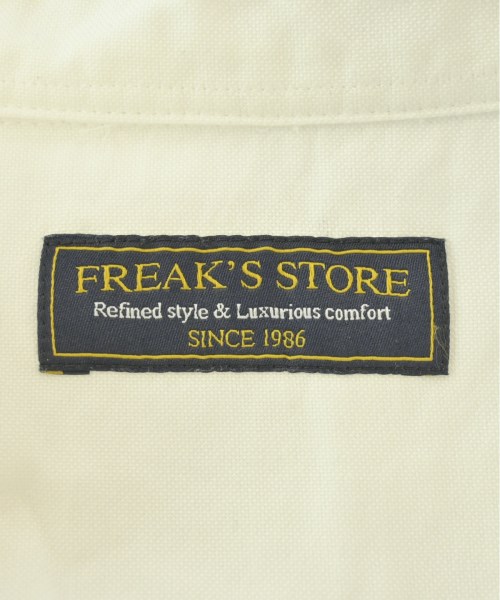 FREAK'S STORE
Refined style & Luxurious comfort
SINCE 1986